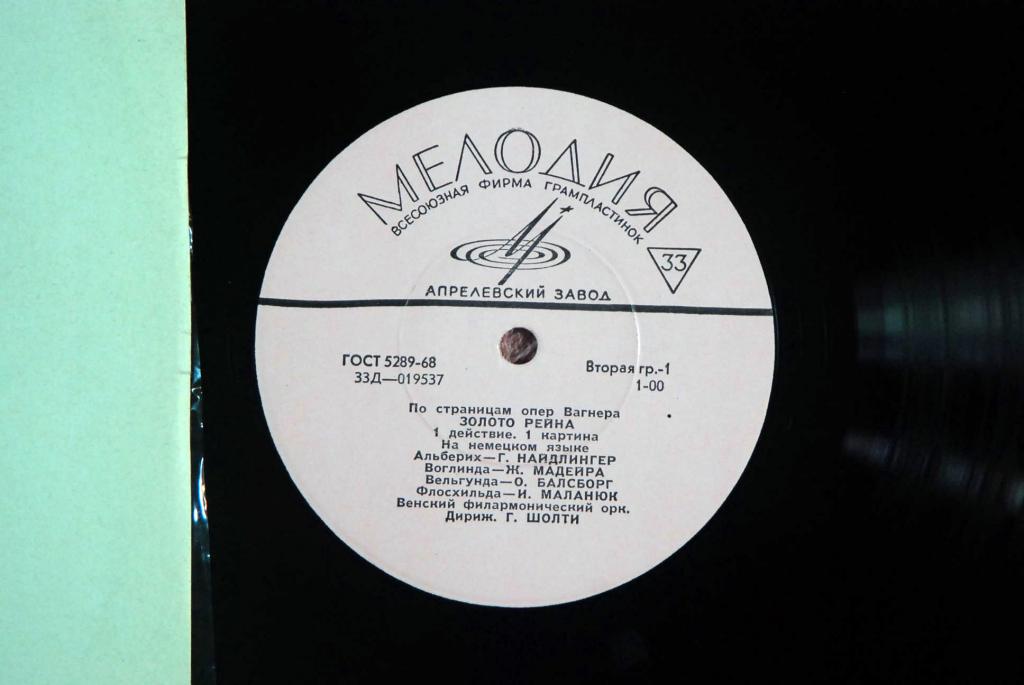 МЕЛОДИЯ
ВСЕСОЮЗНАЯ ФИРМА ГРАМПЛАСТИНОК
33
АПРЕЛЕВСКИЙ ЗАВОД
ГОСТ 5289-68
33Д—019537
Вторая гр.-1
1-00
По страницам опер Вагнера
ЗОЛОТО РЕЙНА
1 действие. 1 картина
На немецком языке
Альберих—Г. НАЙДЛИНГЕР
Воглинда—Ж. МАДЕЙРА
Вельгунда—О. БАЛСБОРГ
Флосхильда—И. МАЛАНЮК
Венский филармонический орк.
Дириж. Г. ШОЛТИ